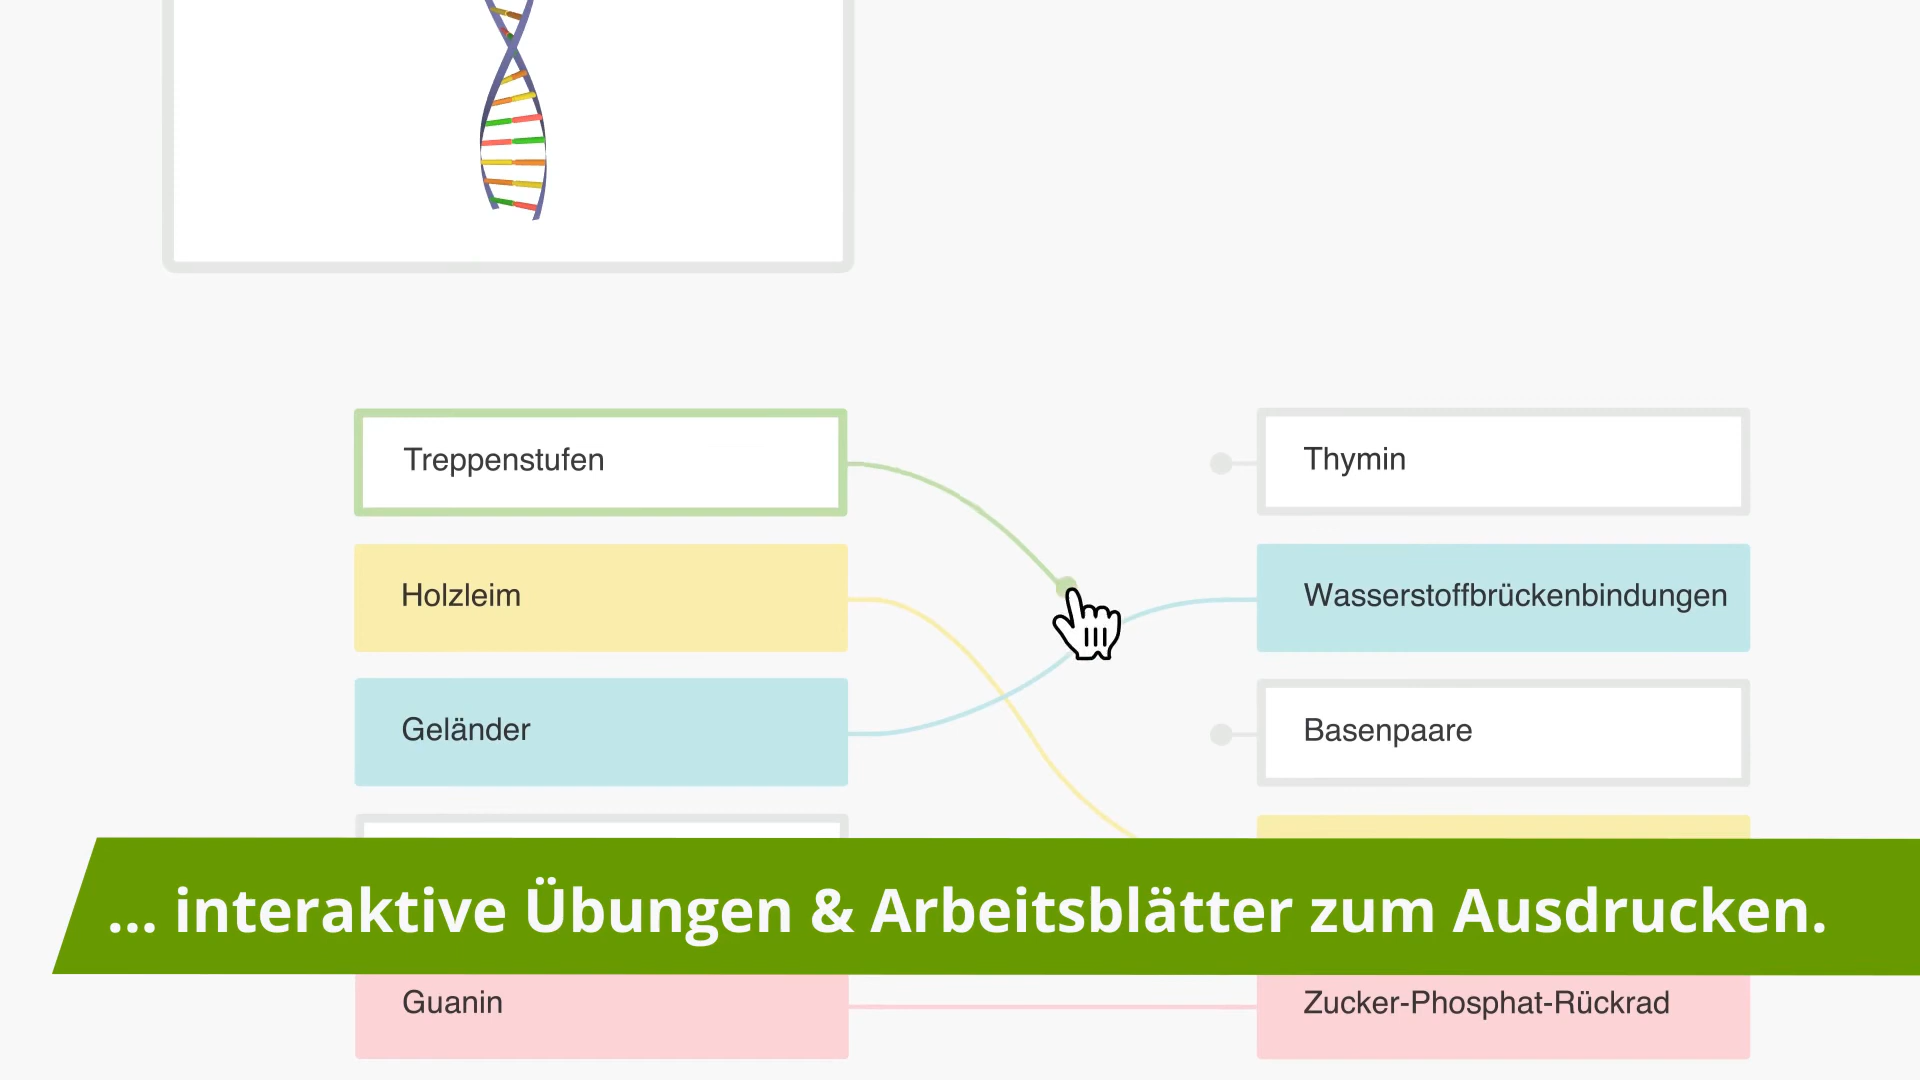 Treppenstufen
Thymin
Holzleim
Wasserstoffbrückenbindungen
Geländer
Basenpaare
... interaktive Übungen & Arbeitsblätter zum Ausdrucken.
Guanin
Zucker-Phosphat-Rückrad